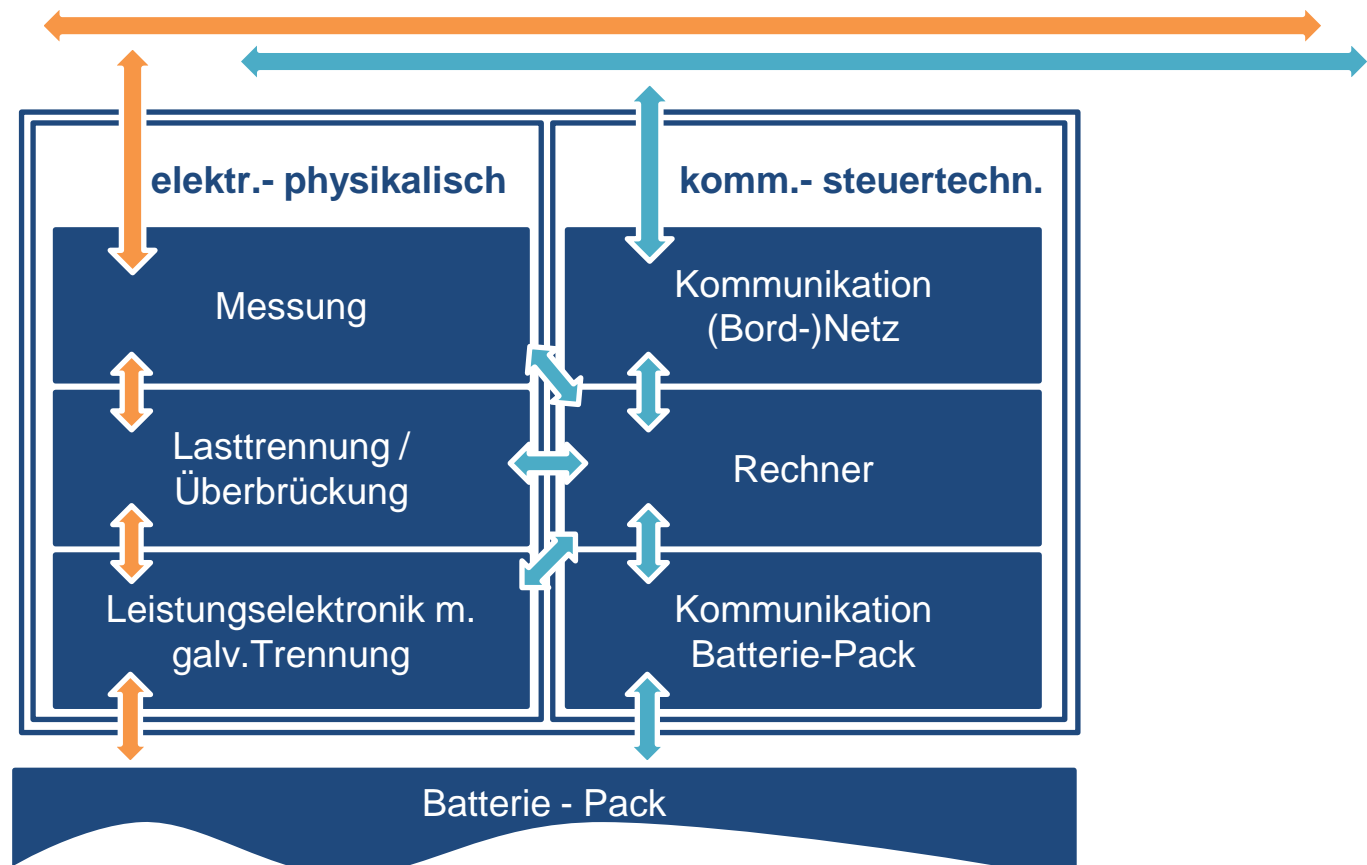 elektr.- physikalisch
Messung
Lasttrennung /
Überbrückung
Leistungselektronik m.
galv.Trennung
komm.- steuertechn.
Kommunikation
(Bord-)Netz
Rechner
Kommunikation
Batterie-Pack
Batterie - Pack